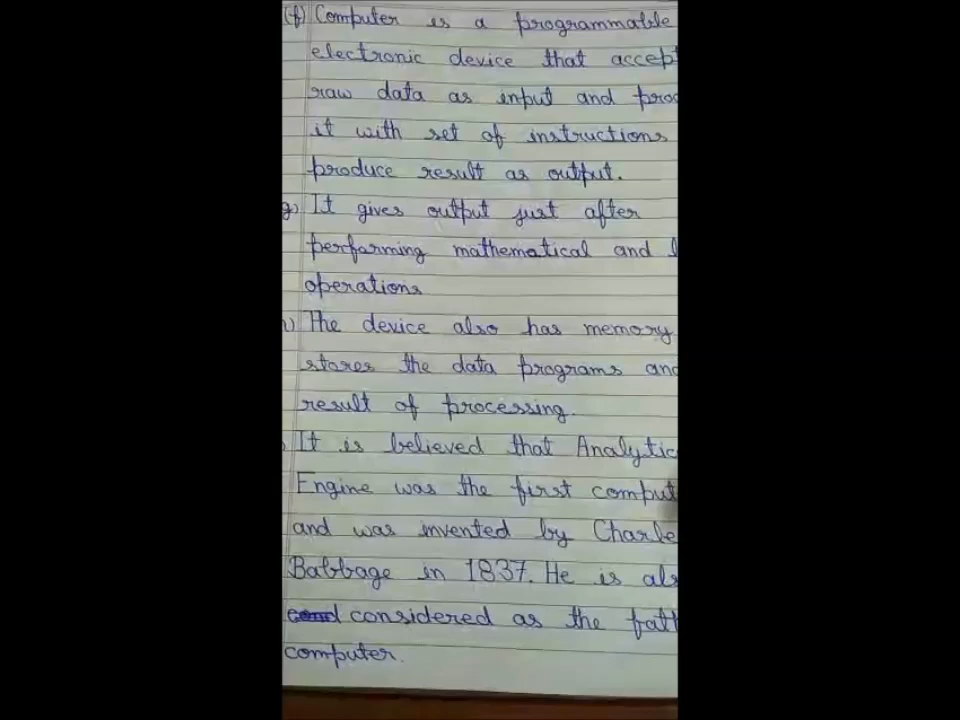 (f) Computer is a programmable
electronic device that accept
raw data as input and proc
it with set of instructions
produce result as output.
g) It gives output just after
performing mathematical and l
operations
) The device also has memory
stores the data programs and
result of processing.
It is believed that Analytic
Engine was the first comput
and was invented by Charle
Babbage in 1837. He is als
considered as the fath
computer.